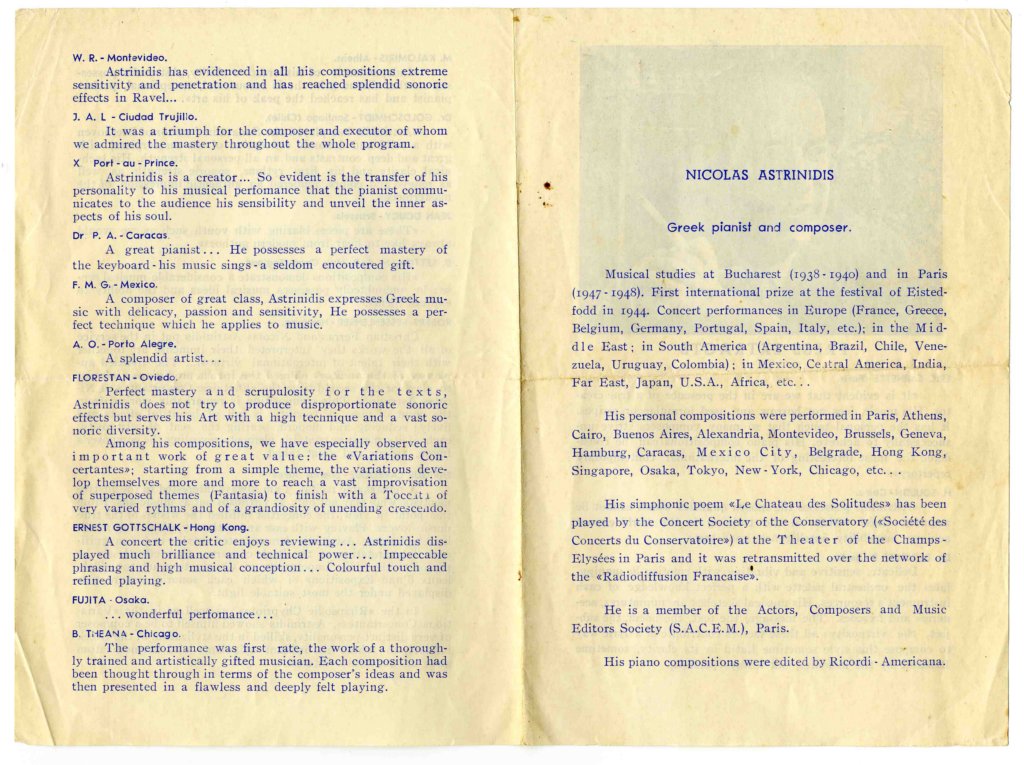 W. R. - Montevideo.
Astrinidis has evidenced in all his compositions extreme
sensitivity and penetration and has reached splendid sonoric
effects in Ravel...
J. A. L - Ciudad Trujillo.
It was a triumph for the composer and executor of whom
we admired the mastery throughout the whole program.
X. Port - au - Prince.
Astrinidis is a creator... So evident is the transfer of his
personality to his musical perfomance that the pianist commu-
nicates to the audience his sensibility and unveil the inner as-
pects of his soul.
Dr P. A. - Caracas.
A great pianist... He possesses a perfect mastery of
the keyboard - his music sings - a seldom encoutered gift.
F. M. G. - Mexico.
A composer of great class, Astrinidis expresses Greek mu-
sic with delicacy, passion and sensitivity, He possesses a per-
fect technique which he applies to music.
A. O. - Porto Alegre.
A splendid artist...
FLORESTAN - Oviedo.
Perfect mastery and scrupulosity for the texts,
Astrinidis does not try to produce disproportionate sonoric
effects but serves his Art with a high technique and a vast so-
noric diversity.
Among his compositions, we have especially observed an
important work of great value: the «Variations Con-
certantes»; starting from a simple theme, the variations deve-
lop themselves more and more to reach a vast improvisation
of superposed themes (Fantasia) to finish with a Toccata of
very varied rythms and of a grandiosity of unending crescendo.
ERNEST GOTTSCHALK - Hong Kong.
A concert the critic enjoys reviewing... Astrinidis dis-
played much brilliance and technical power... Impeccable
phrasing and high musical conception... Colourful touch and
refined playing.
FUJITA - Osaka.
... wonderful perfomance...
B. THEANA - Chicago.
The performance was first rate, the work of a thorough-
ly trained and artistically gifted musician. Each composition had
been thought through in terms of the composer's ideas and was
then presented in a flawless and deeply felt playing.
NICOLAS ASTRINIDIS
Greek pianist and composer.
Musical studies at Bucharest (1938 - 1940) and in Paris
(1947 - 1948). First international prize at the festival of Eisted-
fodd in 1944. Concert performances in Europe (France, Greece,
Belgium, Germany, Portugal, Spain, Italy, etc.); in the Mid-
dle East; in South America (Argentina, Brazil, Chile, Vene-
zuela, Uruguay, Colombia); in Mexico, Central America, India,
Far East, Japan, U.S.A., Africa, etc...
His personal compositions were performed in Paris, Athens,
Cairo, Buenos Aires, Alexandria, Montevideo, Brussels, Geneva,
Hamburg, Caracas, Mexico City, Belgrade, Hong Kong,
Singapore, Osaka, Tokyo, New - York, Chicago, etc...
His simphonic poem «Le Chateau des Solitudes» has been
played by the Concert Society of the Conservatory («Société des
Concerts du Conservatoire») at the Theater of the Champs-
Elysées in Paris and it was retransmitted over the network of
the «Radiodiffusion Francaise».
He is a member of the Actors, Composers and Music
Editors Society (S.A.C.E.M.), Paris.
His piano compositions were edited by Ricordi - Americana.